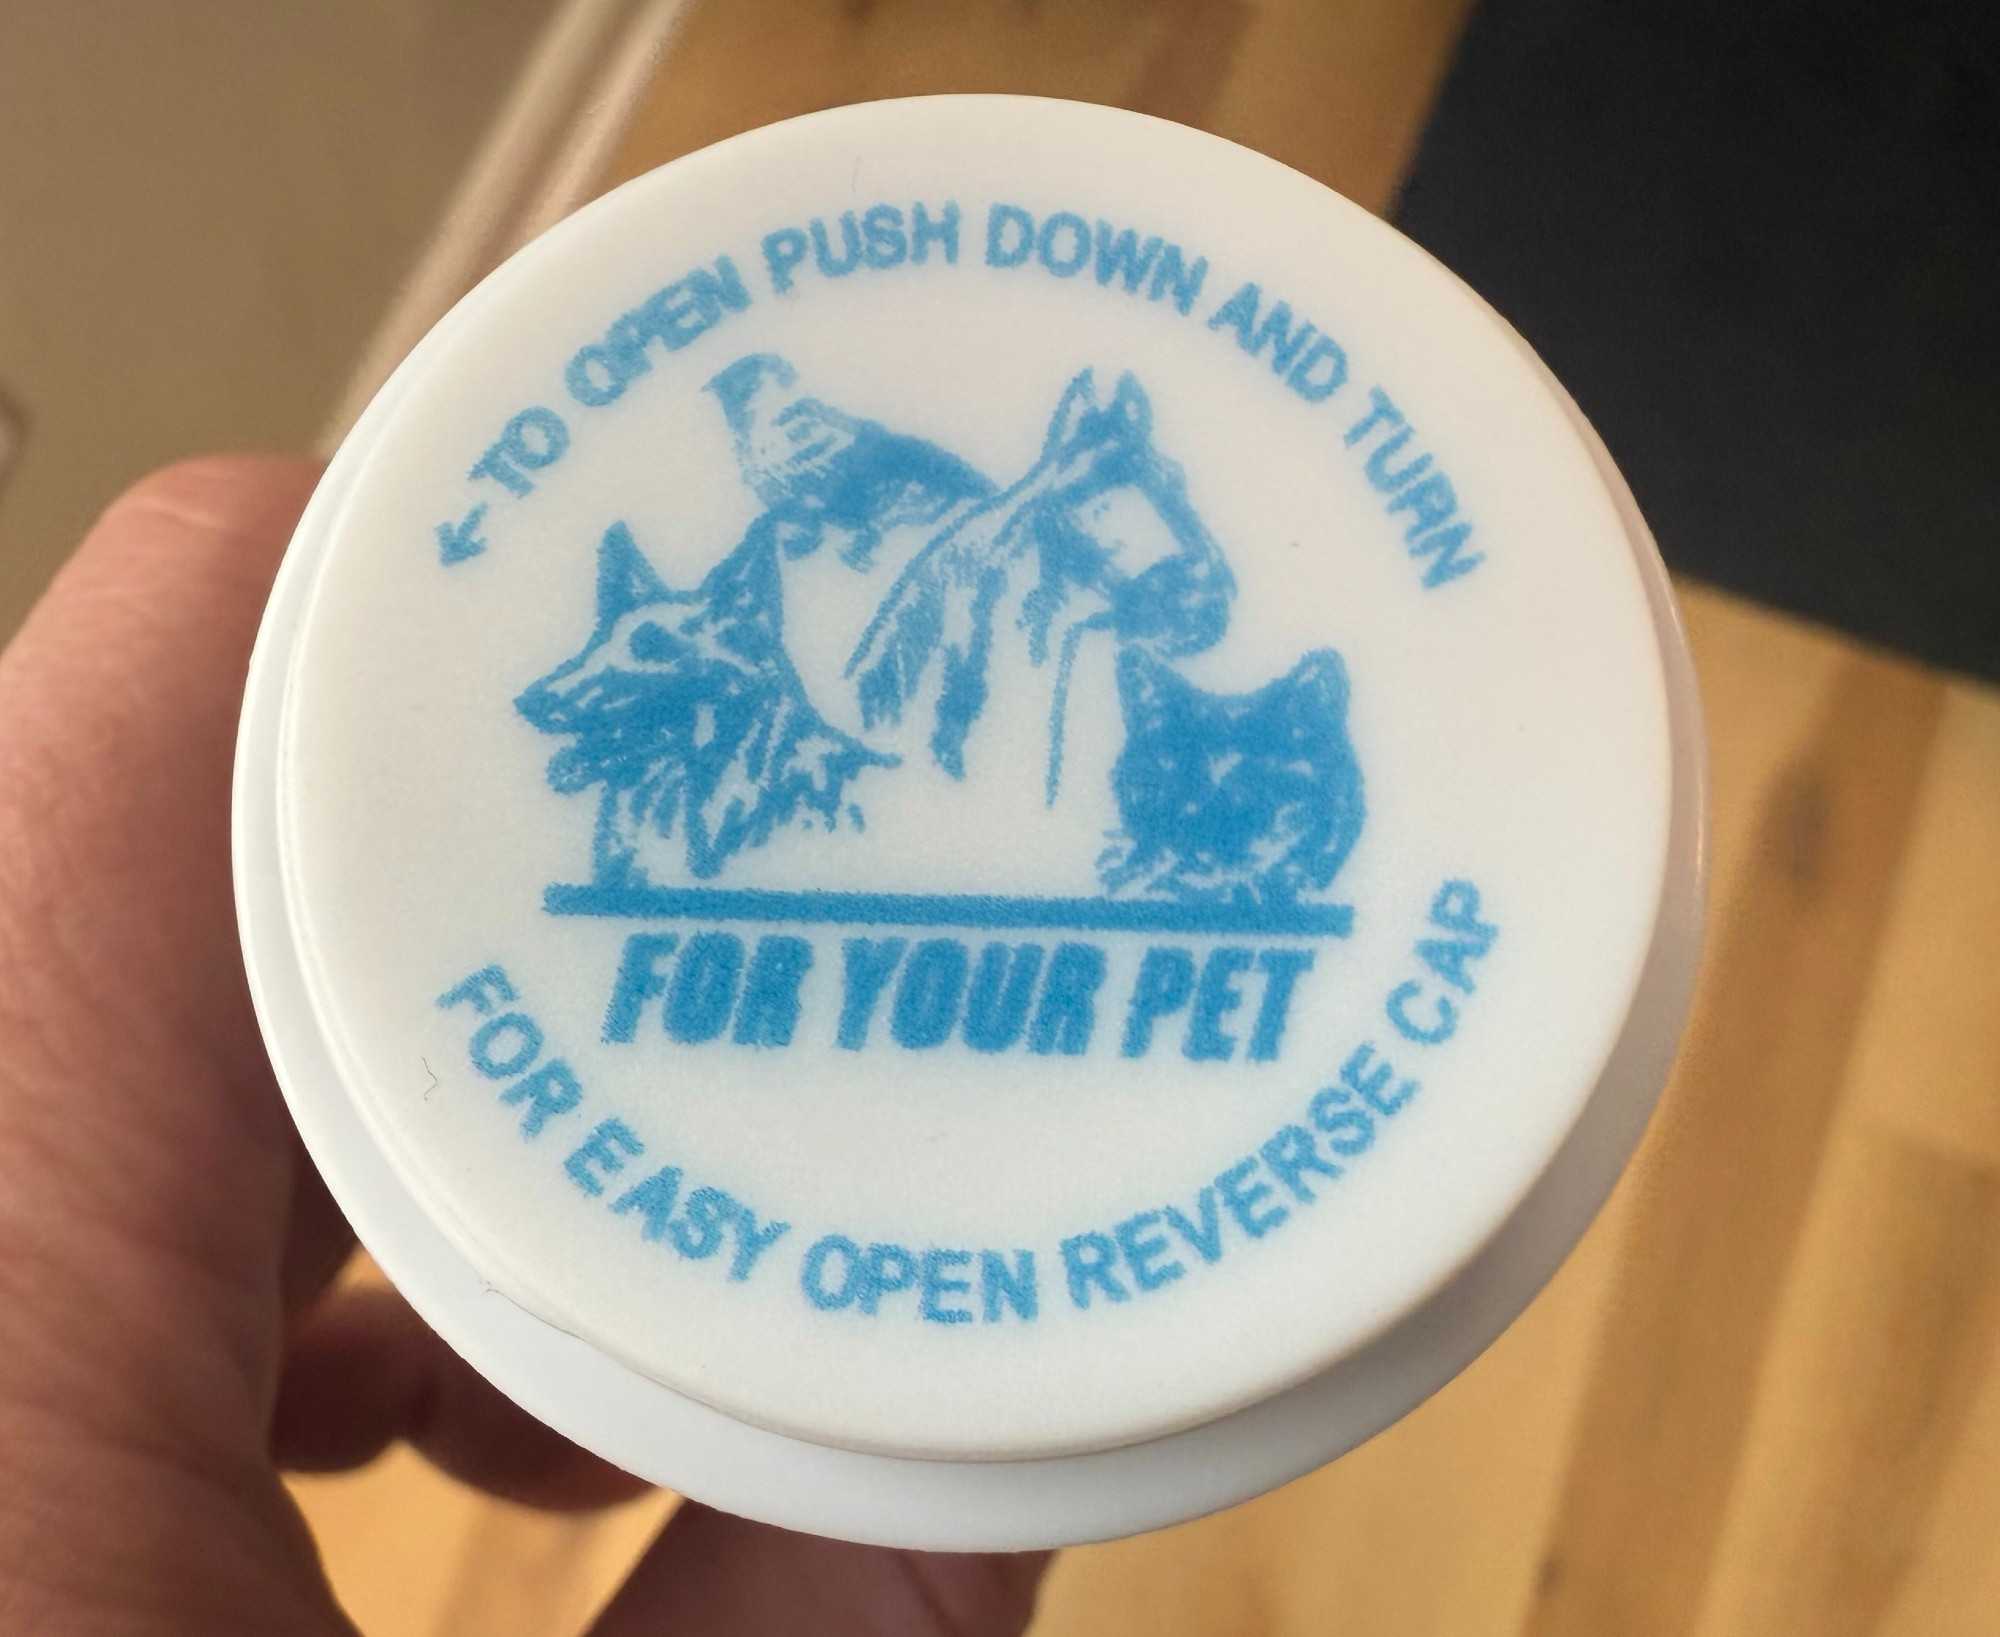 ←TO OPEN PUSH DOWN AND TURN
FOR YOUR PET
FOR EASY OPEN REVERSE CAP